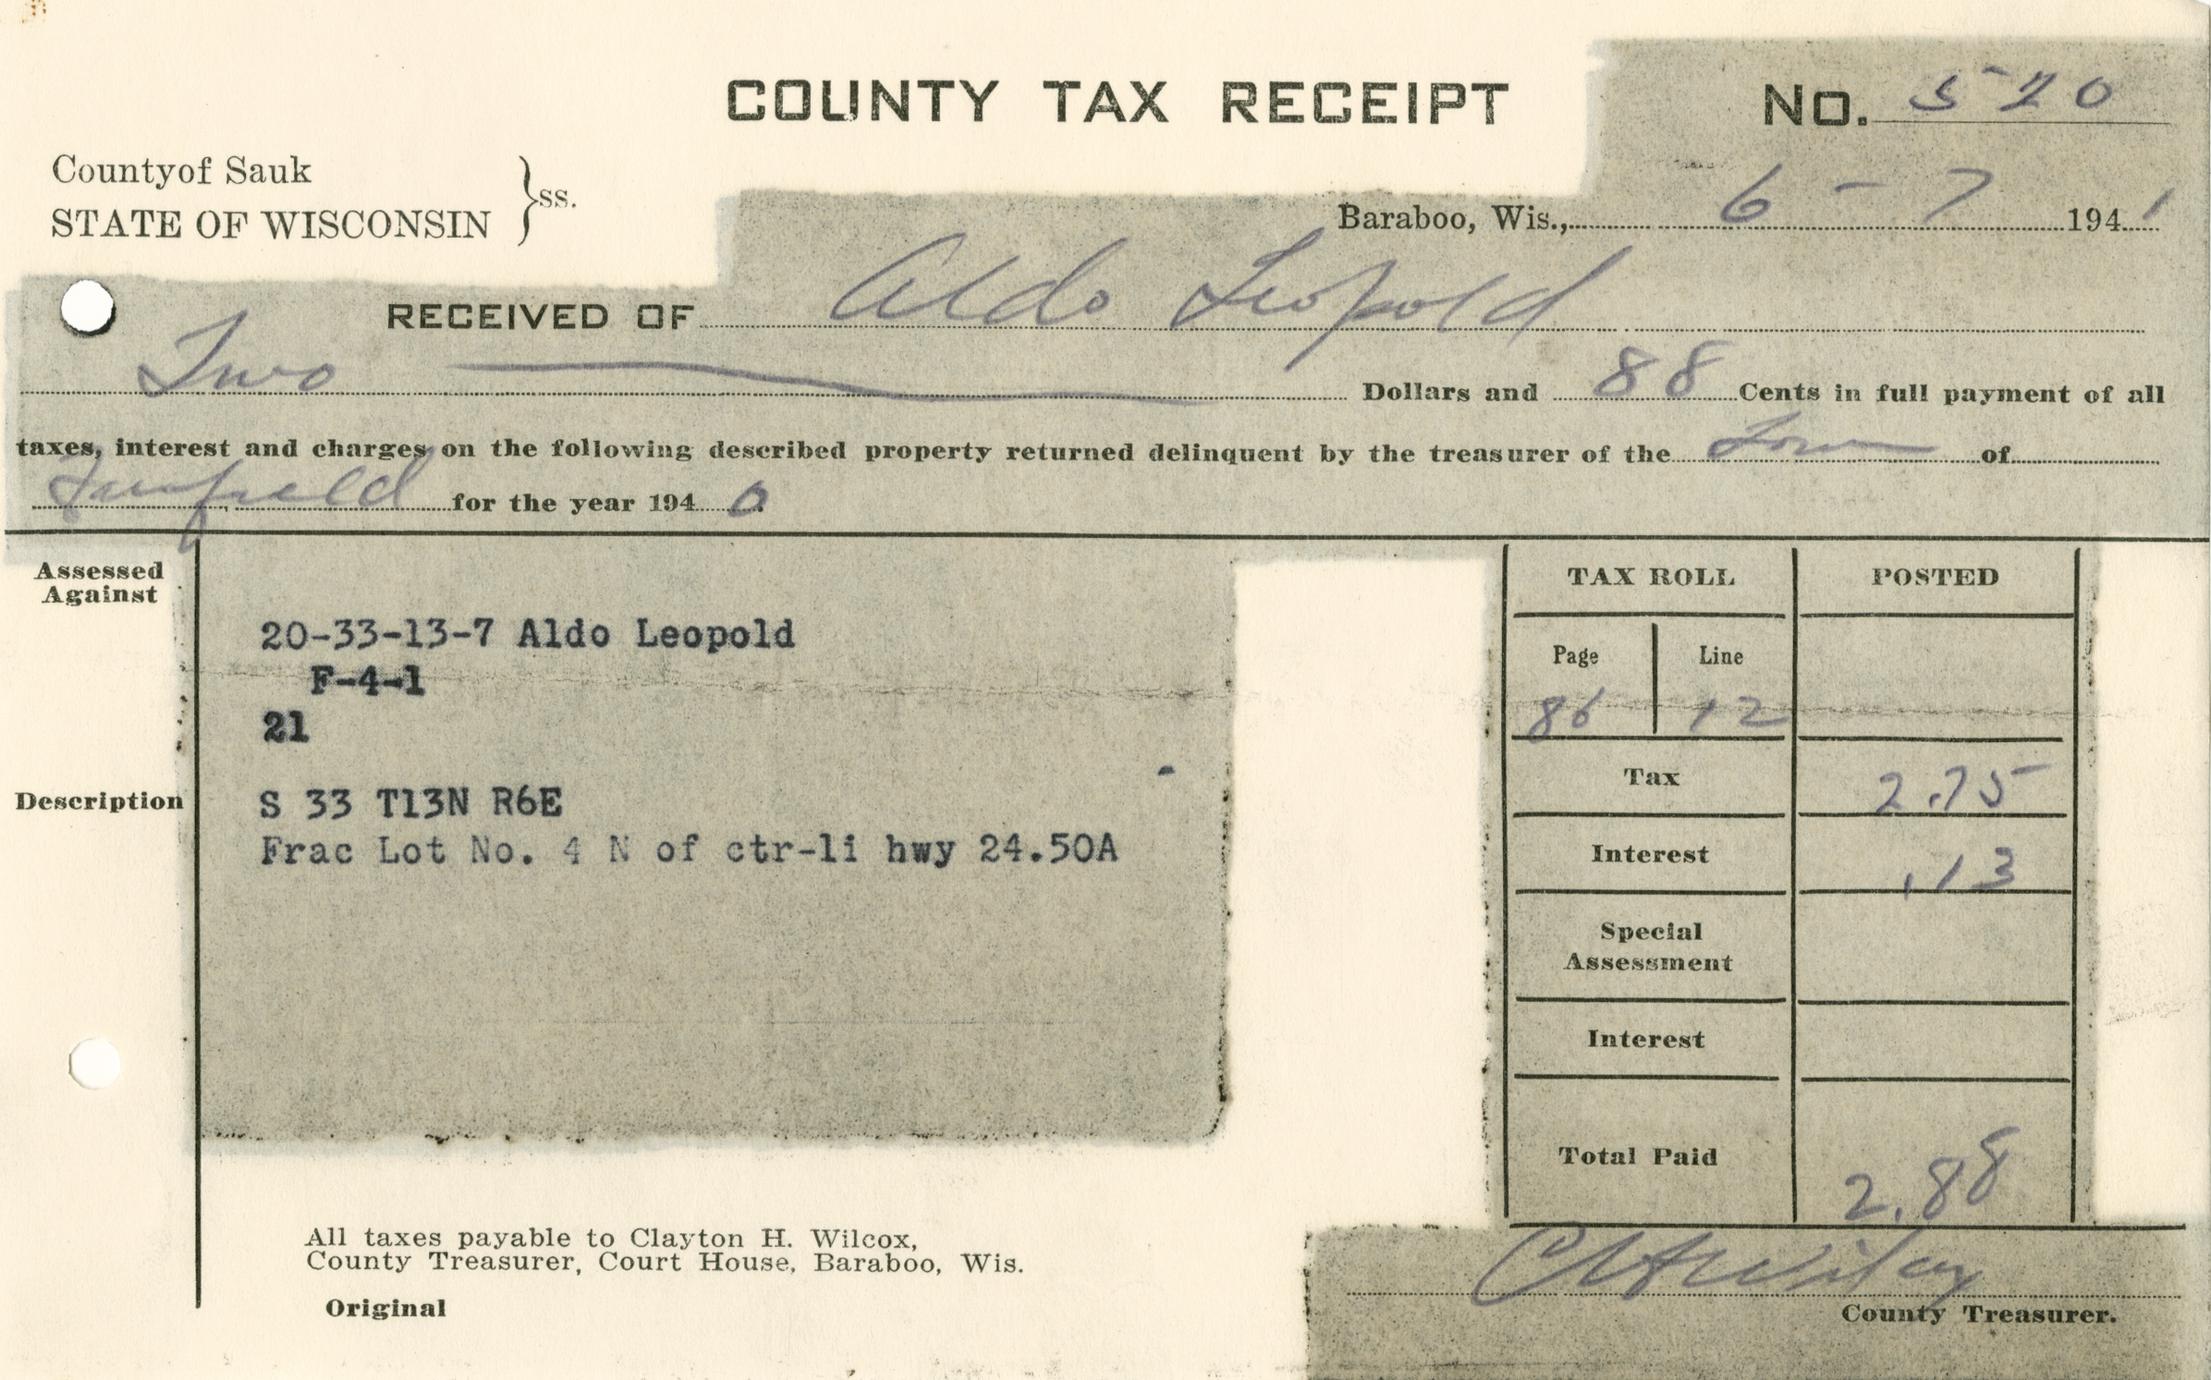 COUNTY TAX RECEIPT
No. 520
Countyof Sauk
STATE OF WISCONSIN } ss.
Baraboo, Wis., 6 - 7 1941
RECEIVED OF Aldo Leopold
Two Dollars and 88 Cents in full payment of all
taxes, interest and charges on the following described property returned delinquent by the treasurer of the Town of
Fairfield for the year 1940
Assessed
Against
20-33-13-7 Aldo Leopold
F-4-1
21
Description
S 33 T13N R6E
Frac Lot No. 4 N of ctr-li hwy 24.50A
TAX ROLL POSTED
Page Line
86 12
Tax 2.75
Interest .13
Special
Assessment
Interest
Total Paid 2.88
All taxes payable to Clayton H. Wilcox,
County Treasurer, Court House, Baraboo, Wis.
Original
CH Wilcox
County Treasurer.